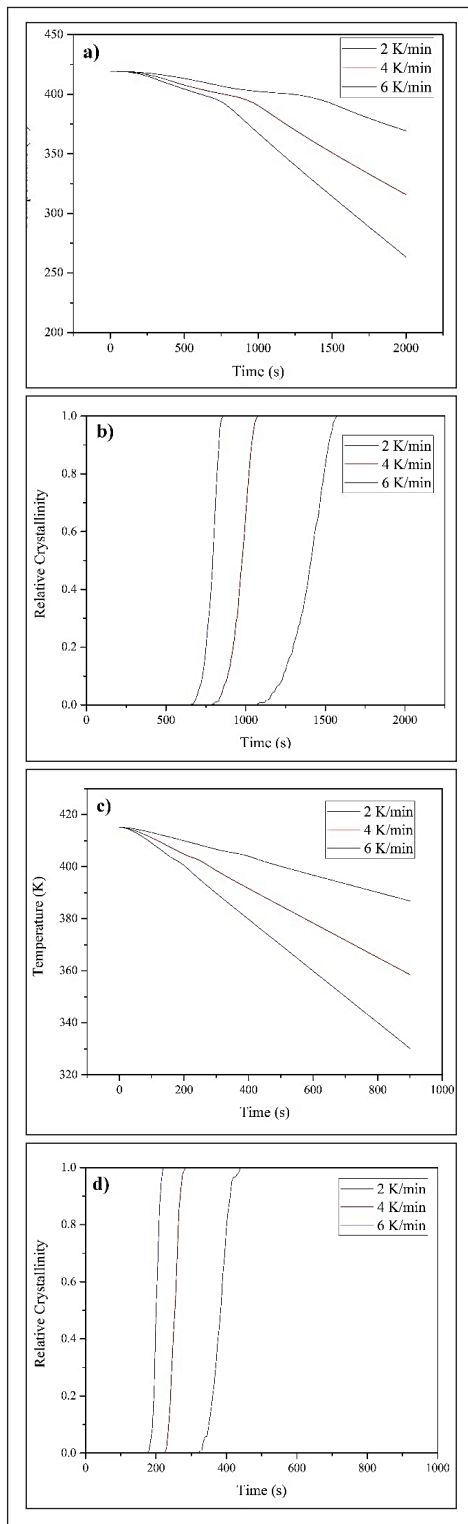 a)
2 K/min
4 K/min
6 K/min
450
400
350
300
250
200
0 500 1000 1500 2000
Time (s)
b)
2 K/min
4 K/min
6 K/min
Relative Crystallinity
1.0
0.8
0.6
0.4
0.2
0.0
0 500 1000 1500 2000
Time (s)
c)
2 K/min
4 K/min
6 K/min
Temperature (K)
420
400
380
360
340
320
0 200 400 600 800 1000
Time (s)
d)
2 K/min
4 K/min
6 K/min
Relative Crystallinity
1.0
0.8
0.6
0.4
0.2
0.0
0 200 400 600 800 1000
Time (s)